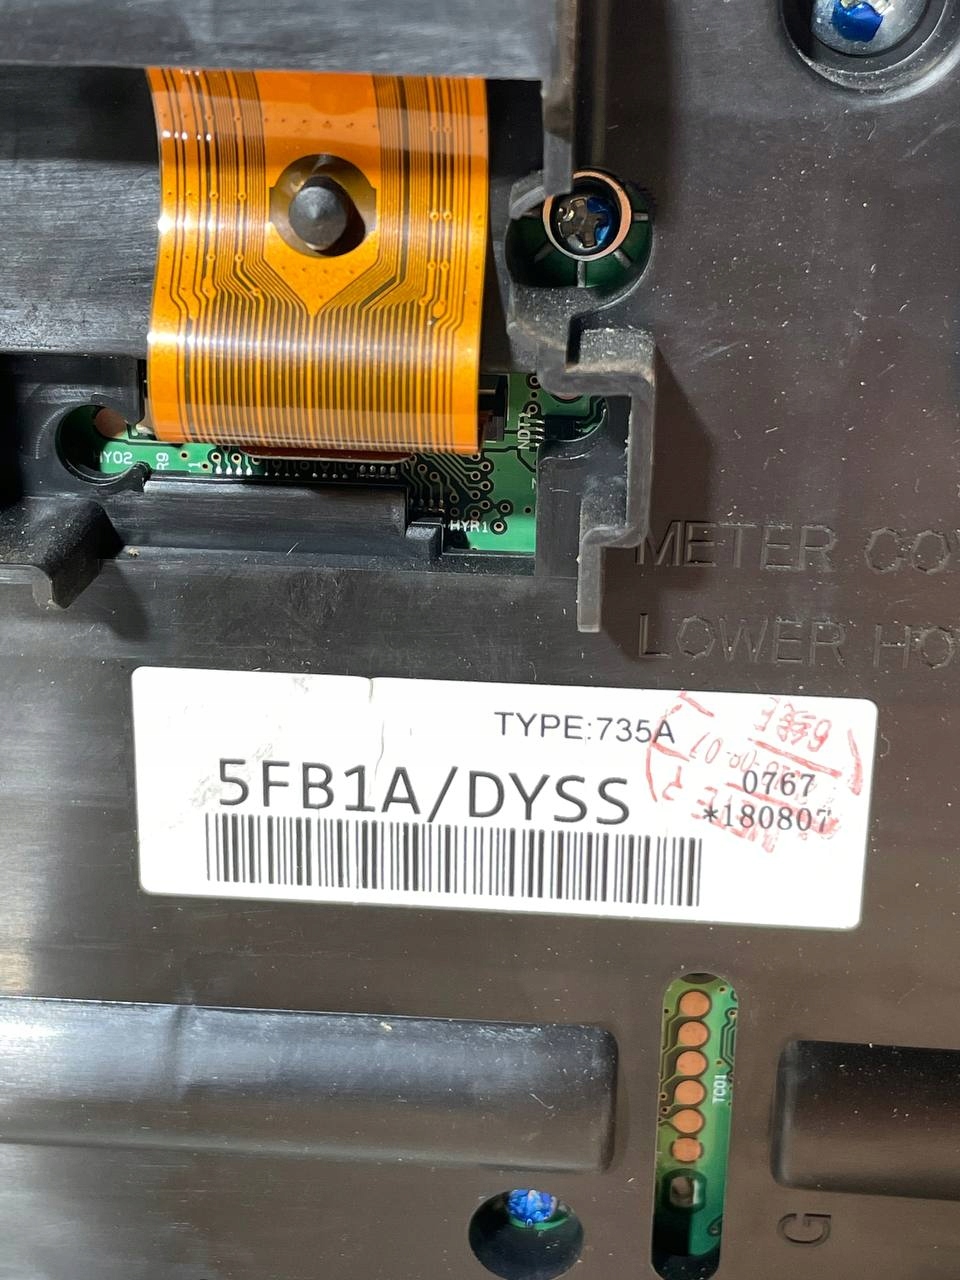 NDT1
HY02
R9
HYR1
METER CO
LOWER HO
TYPE:735A
5FB1A/DYSS
0767
*180807
TC01
G